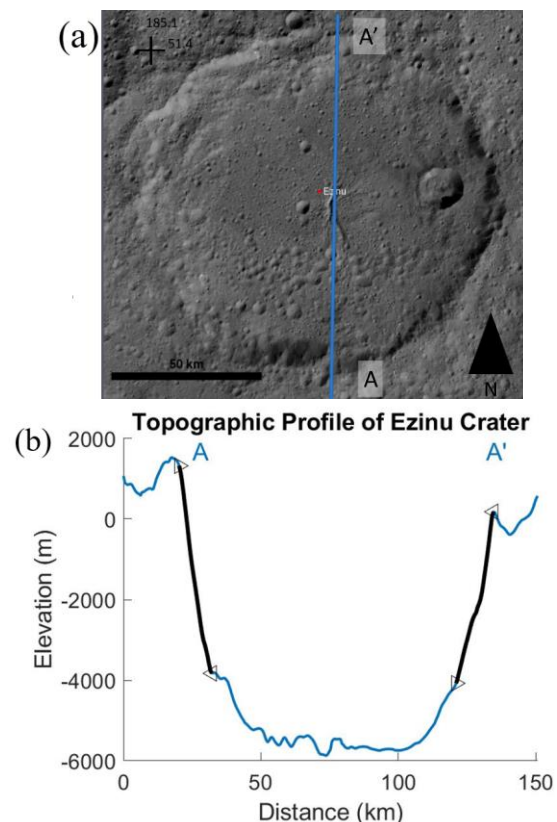 (a)
185.1
51.4
A'
Ezinu
50 km
A
N
(b)
Topographic Profile of Ezinu Crater
A
A'
2000
0
-2000
-4000
-6000
Elevation (m)
0
50
100
150
Distance (km)